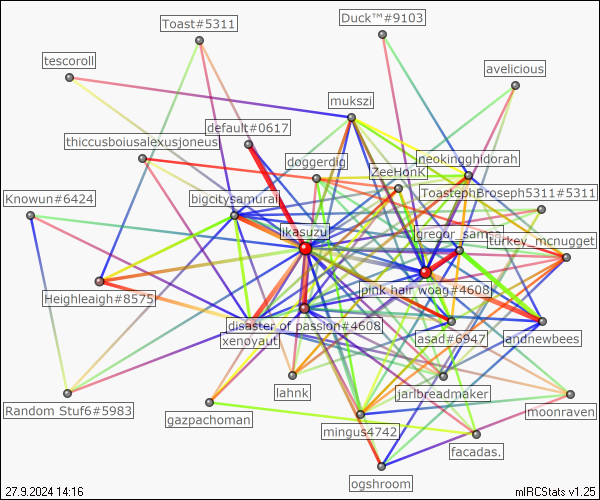 Duck™#9103
Toast#5311
tescoroll
avelicious
mukszi
default#0617
thiccusboiusalexusjoneus
doggerdig
neokingghidorah
ZeeHonK
Knowun#6424
bigcitysamurai
ToastephBroseph5311#5311
likasuzu
gregor_samsa
turkey_mcnugget
Heighleaigh#8575
pink hair woag#4608
disaster of passion#4608
xenoyaut
asad#6947
landnewbees
lahnk
jarlbreadmaker
Random Stuf6#5983
gazpachoman
moonraven
mingus4742
facadas.
ogshroom
27.9.2024 14:16
mIRCStats v1.25